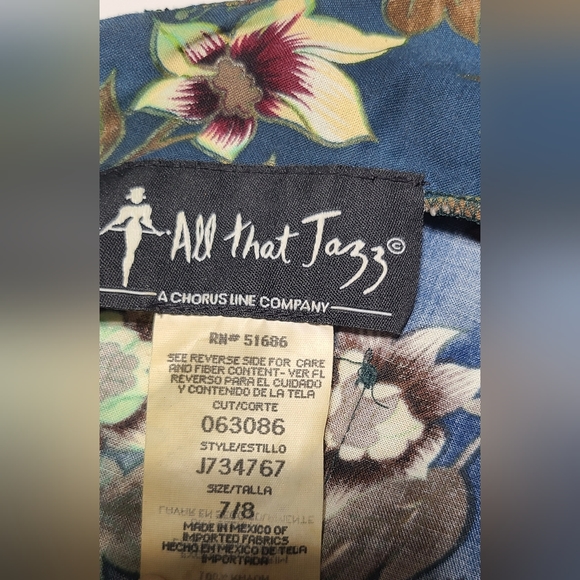 All that Jazz©
A CHORUS LINE COMPANY
RN# 51686
SEE REVERSE SIDE FOR CARE
AND FIBER CONTENT-VER AL
REVERSO PARA EL CUIDADO
Y CONTENIDO DE LA TELA
CUT/CORTE
063086
STYLE/ESTILLO
J734767
SIZE/TALLA
7/8
MADE IN MEXICO OF
IMPORTED FABRICS
HECHO EN MEXICO DE TELA
IMPORTADA